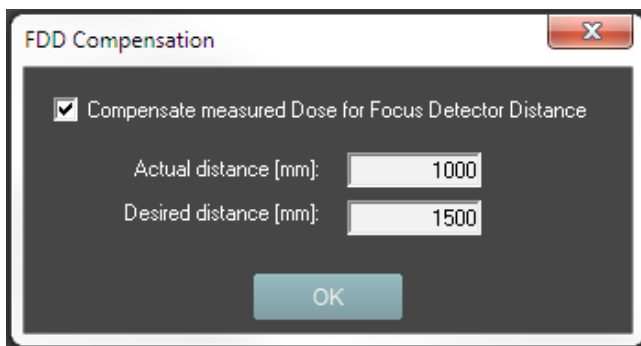 FDD Compensation
Compensate measured Dose for Focus Detector Distance
Actual distance [mm]: 1000
Desired distance [mm]: 1500
OK